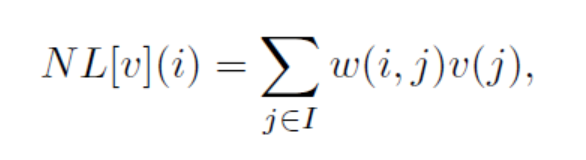 NL[v](i) = ∑ w(i, j)v(j),
j∈I